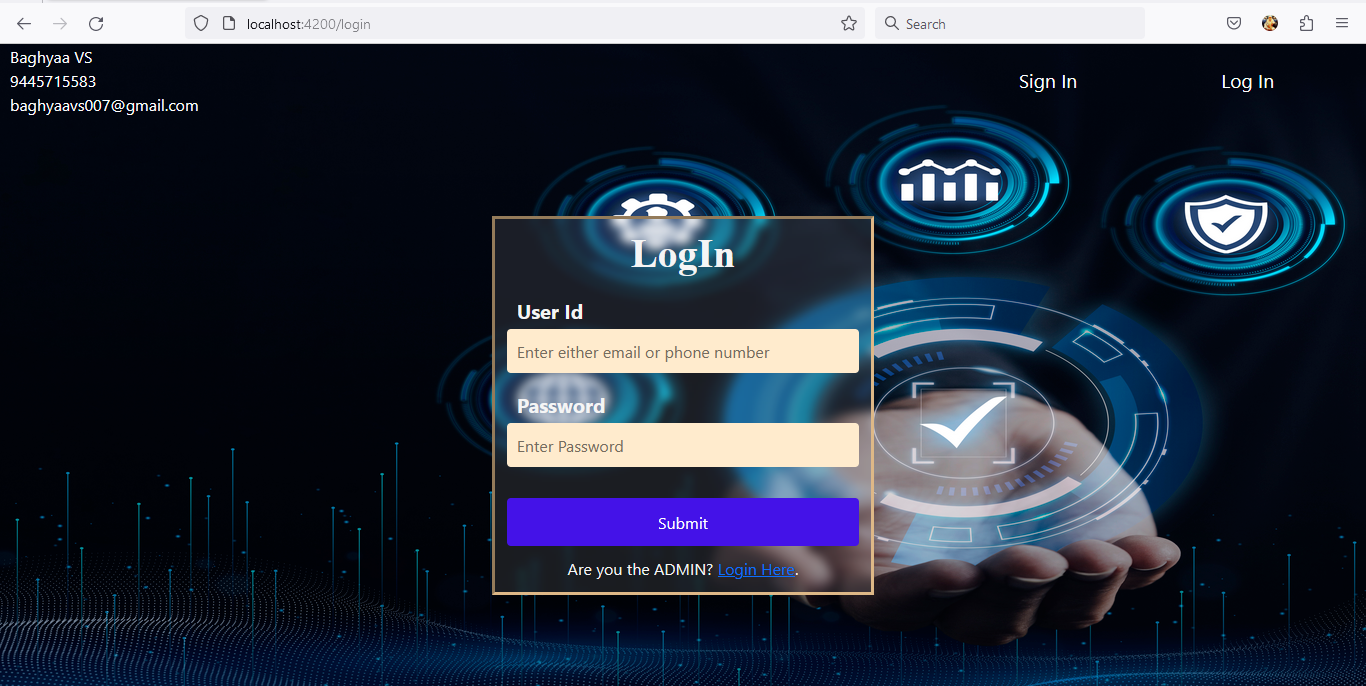 localhost:4200/login
Search
Baghyaa VS
9445715583
baghyaavs007@gmail.com
Sign In
Log In
LogIn
User Id
Enter either email or phone number
Password
Enter Password
Submit
Are you the ADMIN? Login Here.